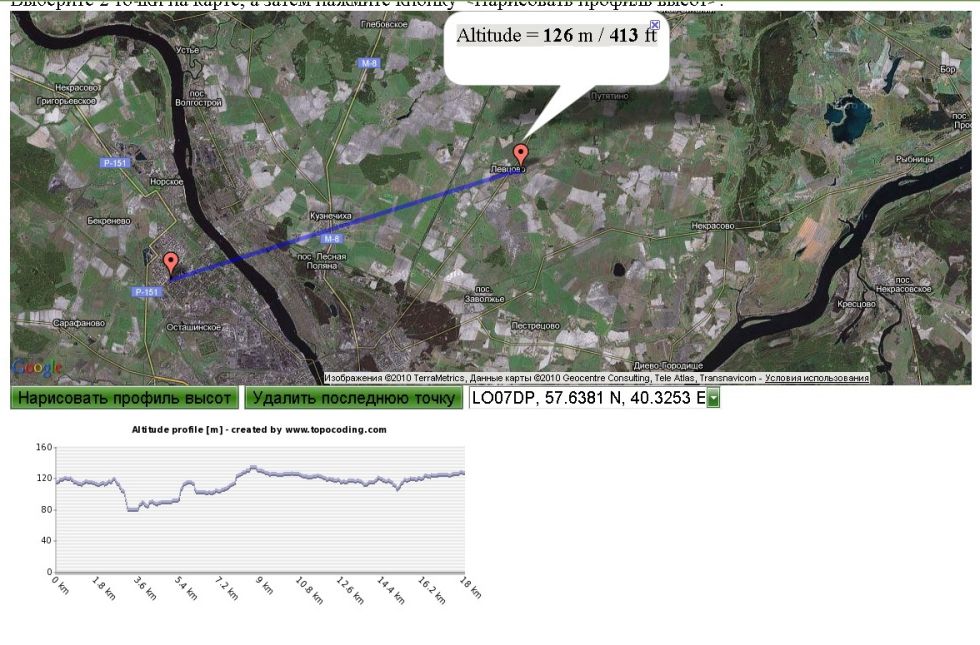 Выберите 2 точки на карте, а затем нажмите кнопку "Нарисовать профиль высот".
Глебовское
Altitude = 126 m / 413 ft
Устье
М-8
Бор
Некрасово
Григорьевское
пос.
Волгострой
Путятино
пос.
Р-151
Левцово
Рыбницы
Норское
Бекренево
Кузнечиха
М-8
Некрасово
пос. Лесная
Поляна
Р-151
пос.
Заволжье
пос.
Некрасовское
Кресцово
Сарафаново
Осташинское
Пестрецово
Диево-Городище
Google
Изображения ©2010 TerraMetrics, Данные карты ©2010 Geocentre Consulting, Tele Atlas, Transnavicom - Условия использования
Нарисовать профиль высот
Удалить последнюю точку
LO07DP, 57.6381 N, 40.3253 E
Altitude profile [m] - created by www.topocoding.com
160
120
80
40
0
0 km
1.8 km
3.6 km
5.4 km
7.2 km
9 km
10.8 km
12.6 km
14.4 km
16.2 km
18 km